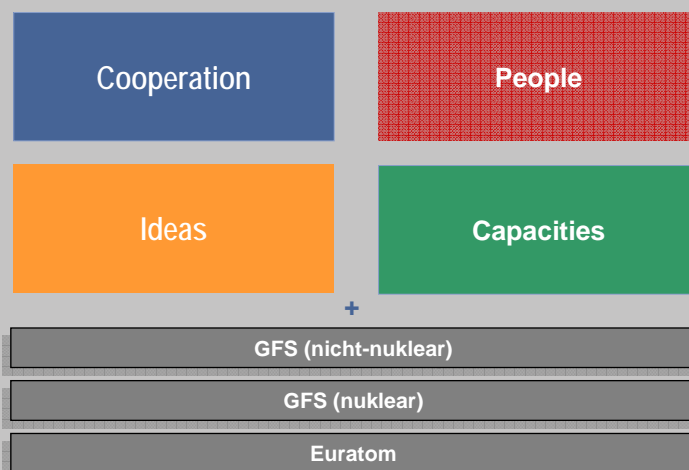 Cooperation
People
Ideas
Capacities
+
GFS (nicht-nuklear)
GFS (nuklear)
Euratom